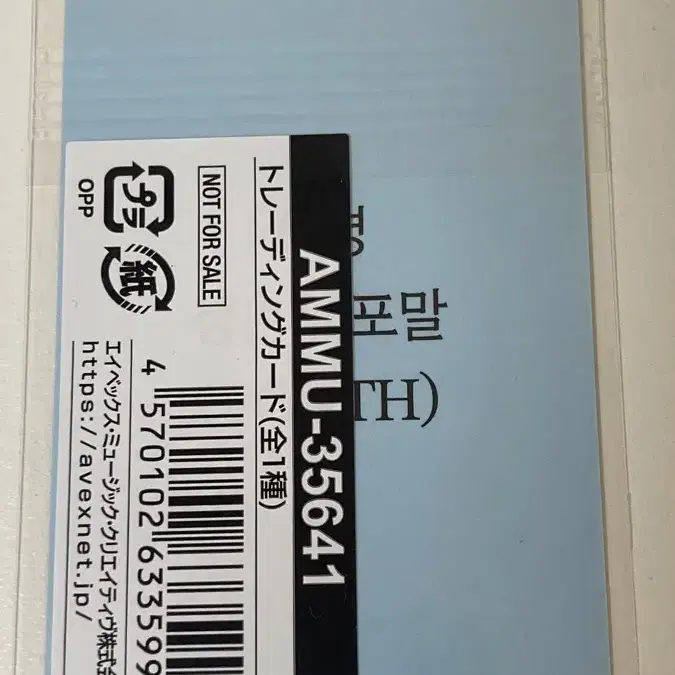 AMMU-35641
トレーディングカード(全1種)
NOT FOR SALE
プラ
紙
OPP
4 570102 633599
エイベックス・ミュージック・クリエイティヴ株式会
https://avexnet.jp/
포말
TH)